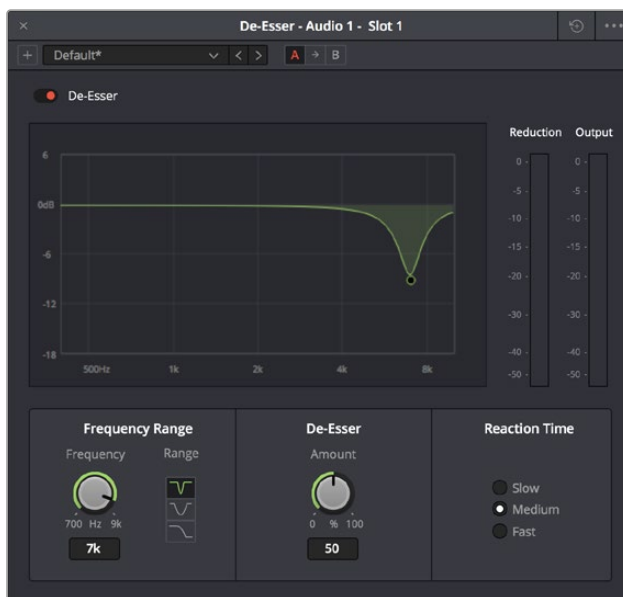 De-Esser - Audio 1 - Slot 1
Default*
A
B
De-Esser
Reduction Output
6
0dB
-6
-12
-18
500Hz 1k 2k 4k 8k
0 - 0 -
-5 - -5 -
-10 - -10 -
-15 - -15 -
-20 - -20 -
-30 - -30 -
-40 - -40 -
-50 - -50 -
Frequency Range
Frequency Range
700 Hz 9k
7k
De-Esser
Amount
0 % 100
50
Reaction Time
Slow
Medium
Fast